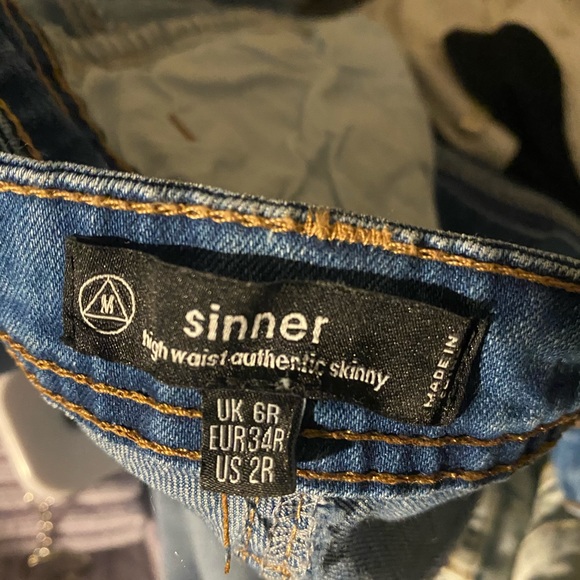 M
sinner
high waist authentic skinny
MADE IN
UK 6R
EUR34R
US 2R